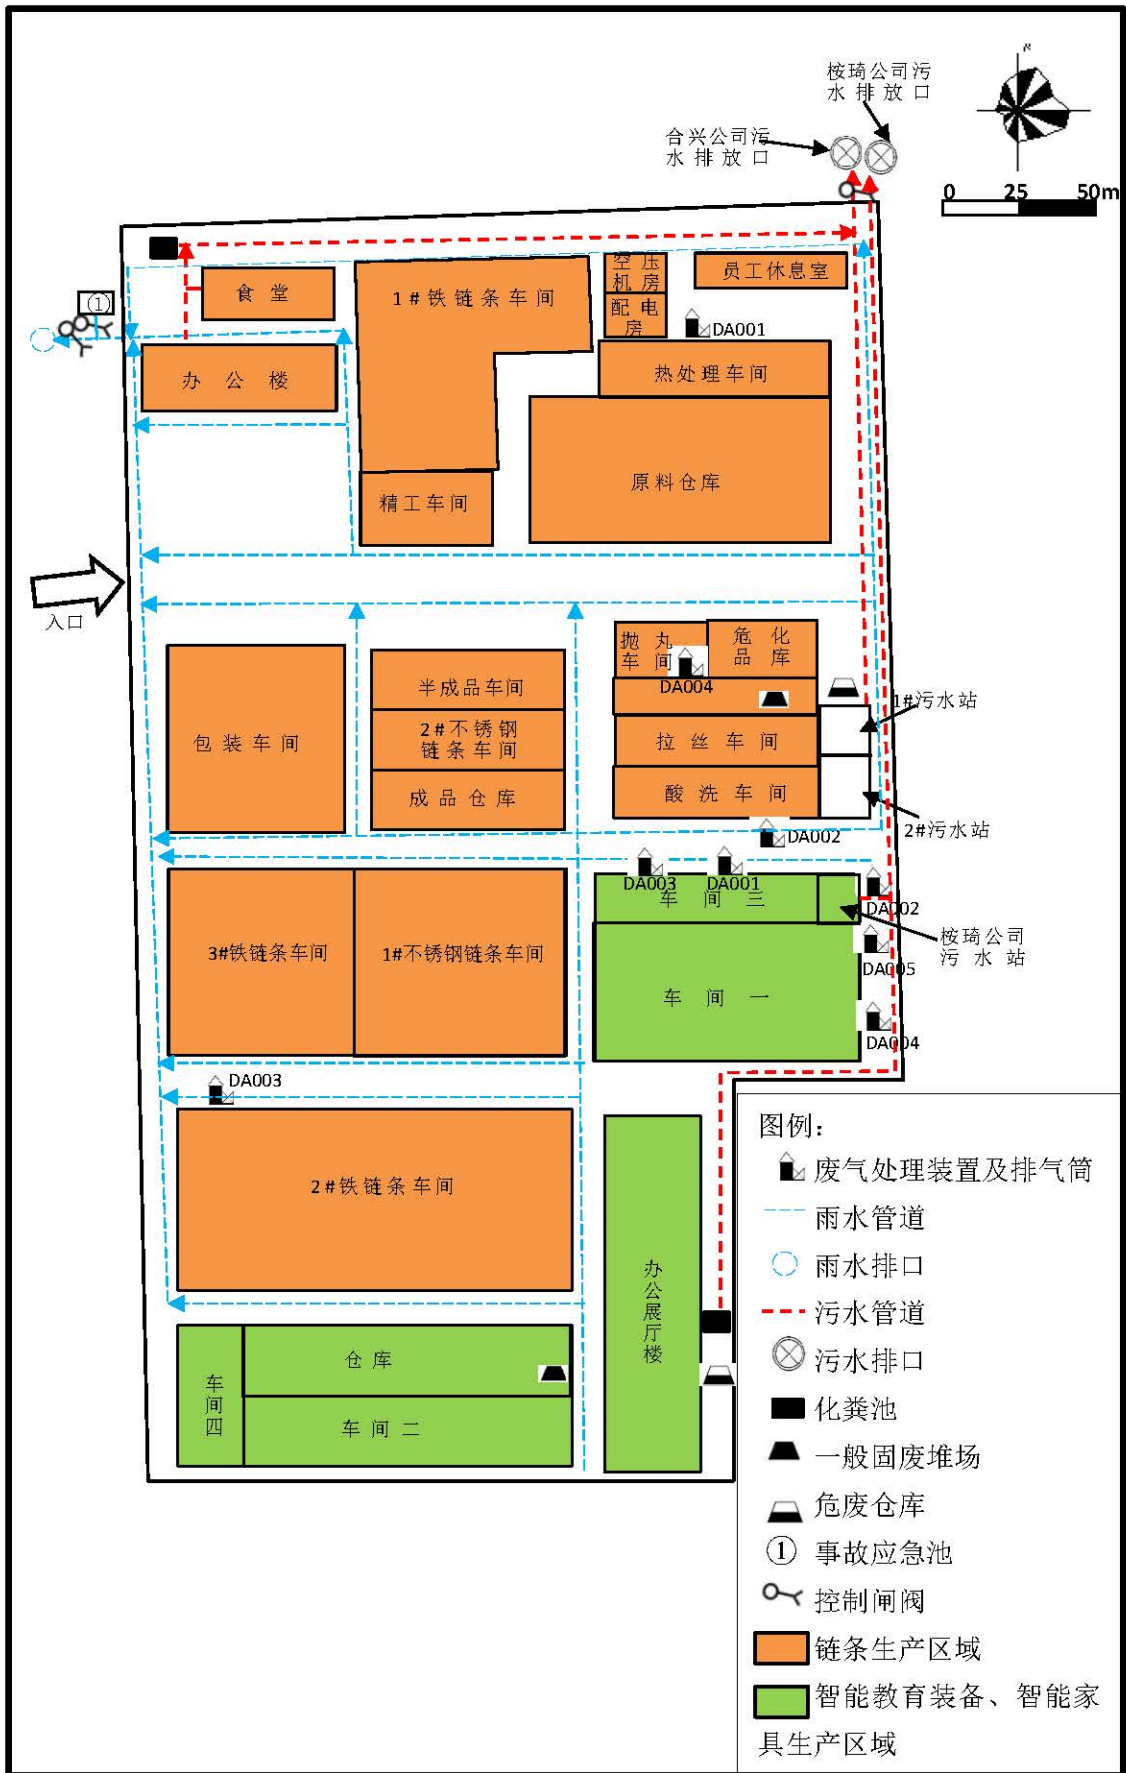 N
桉琦公司污
水排放口
合兴公司污
水排放口
0 25 50m
食堂
1#铁链条车间
空压
机房
配电
房
员工休息室
①
DA001
办公楼
热处理车间
原料仓库
精工车间
入口
抛丸
车间
危化
品库
DA004
半成品车间
1#污水站
包装车间
2#不锈钢
链条车间
拉丝车间
成品仓库
酸洗车间
2#污水站
DA002
DA003
DA001
车间三
DA002
桉琦公司
污水站
3#铁链条车间
1#不锈钢链条车间
DA005
车间一
DA004
DA003
2#铁链条车间
办公展厅楼
仓库
车间四
车间二
图例：
废气处理装置及排气筒
雨水管道
雨水排口
污水管道
污水排口
化粪池
一般固废堆场
危废仓库
① 事故应急池
控制闸阀
链条生产区域
智能教育装备、智能家
具生产区域